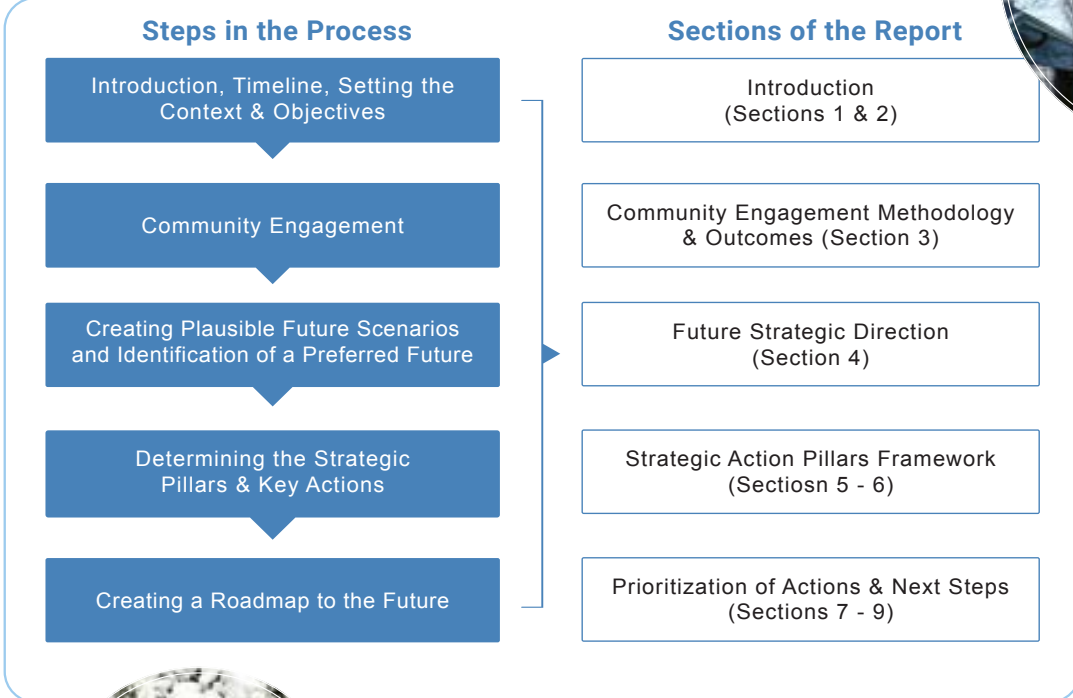 Steps in the Process
Introduction, Timeline, Setting the
Context & Objectives
Community Engagement
Creating Plausible Future Scenarios
and Identification of a Preferred Future
Determining the Strategic
Pillars & Key Actions
Creating a Roadmap to the Future
Sections of the Report
Introduction
(Sections 1 & 2)
Community Engagement Methodology
& Outcomes (Section 3)
Future Strategic Direction
(Section 4)
Strategic Action Pillars Framework
(Sectiosn 5 - 6)
Prioritization of Actions & Next Steps
(Sections 7 - 9)